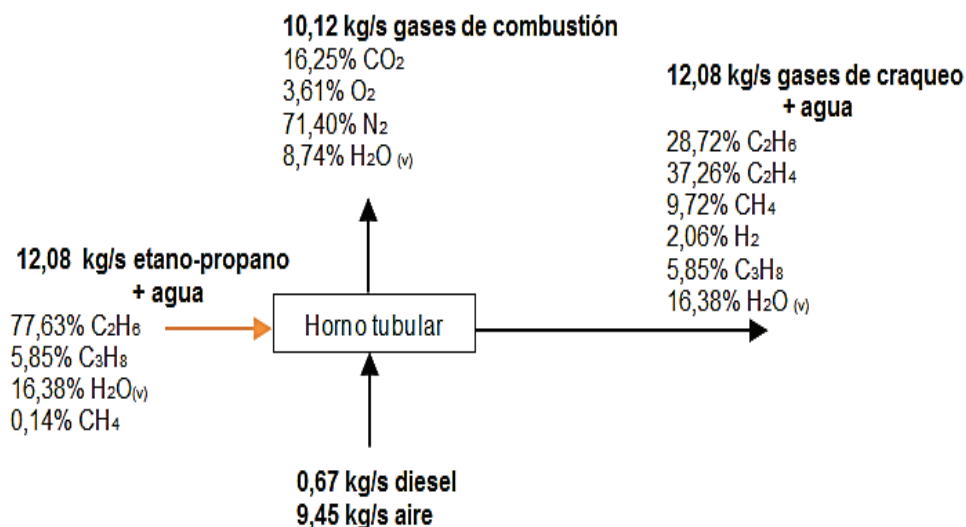 10,12 kg/s gases de combustión
16,25% CO₂
3,61% O₂
71,40% N₂
8,74% H₂O (v)
12,08 kg/s gases de craqueo
+ agua
28,72% C₂H₆
37,26% C₂H₄
9,72% CH₄
2,06% H₂
5,85% C₃H₈
16,38% H₂O (v)
12,08 kg/s etano-propano
+ agua
77,63% C₂H₆
5,85% C₃H₈
16,38% H₂O(v)
0,14% CH₄
Horno tubular
0,67 kg/s diesel
9,45 kg/s aire